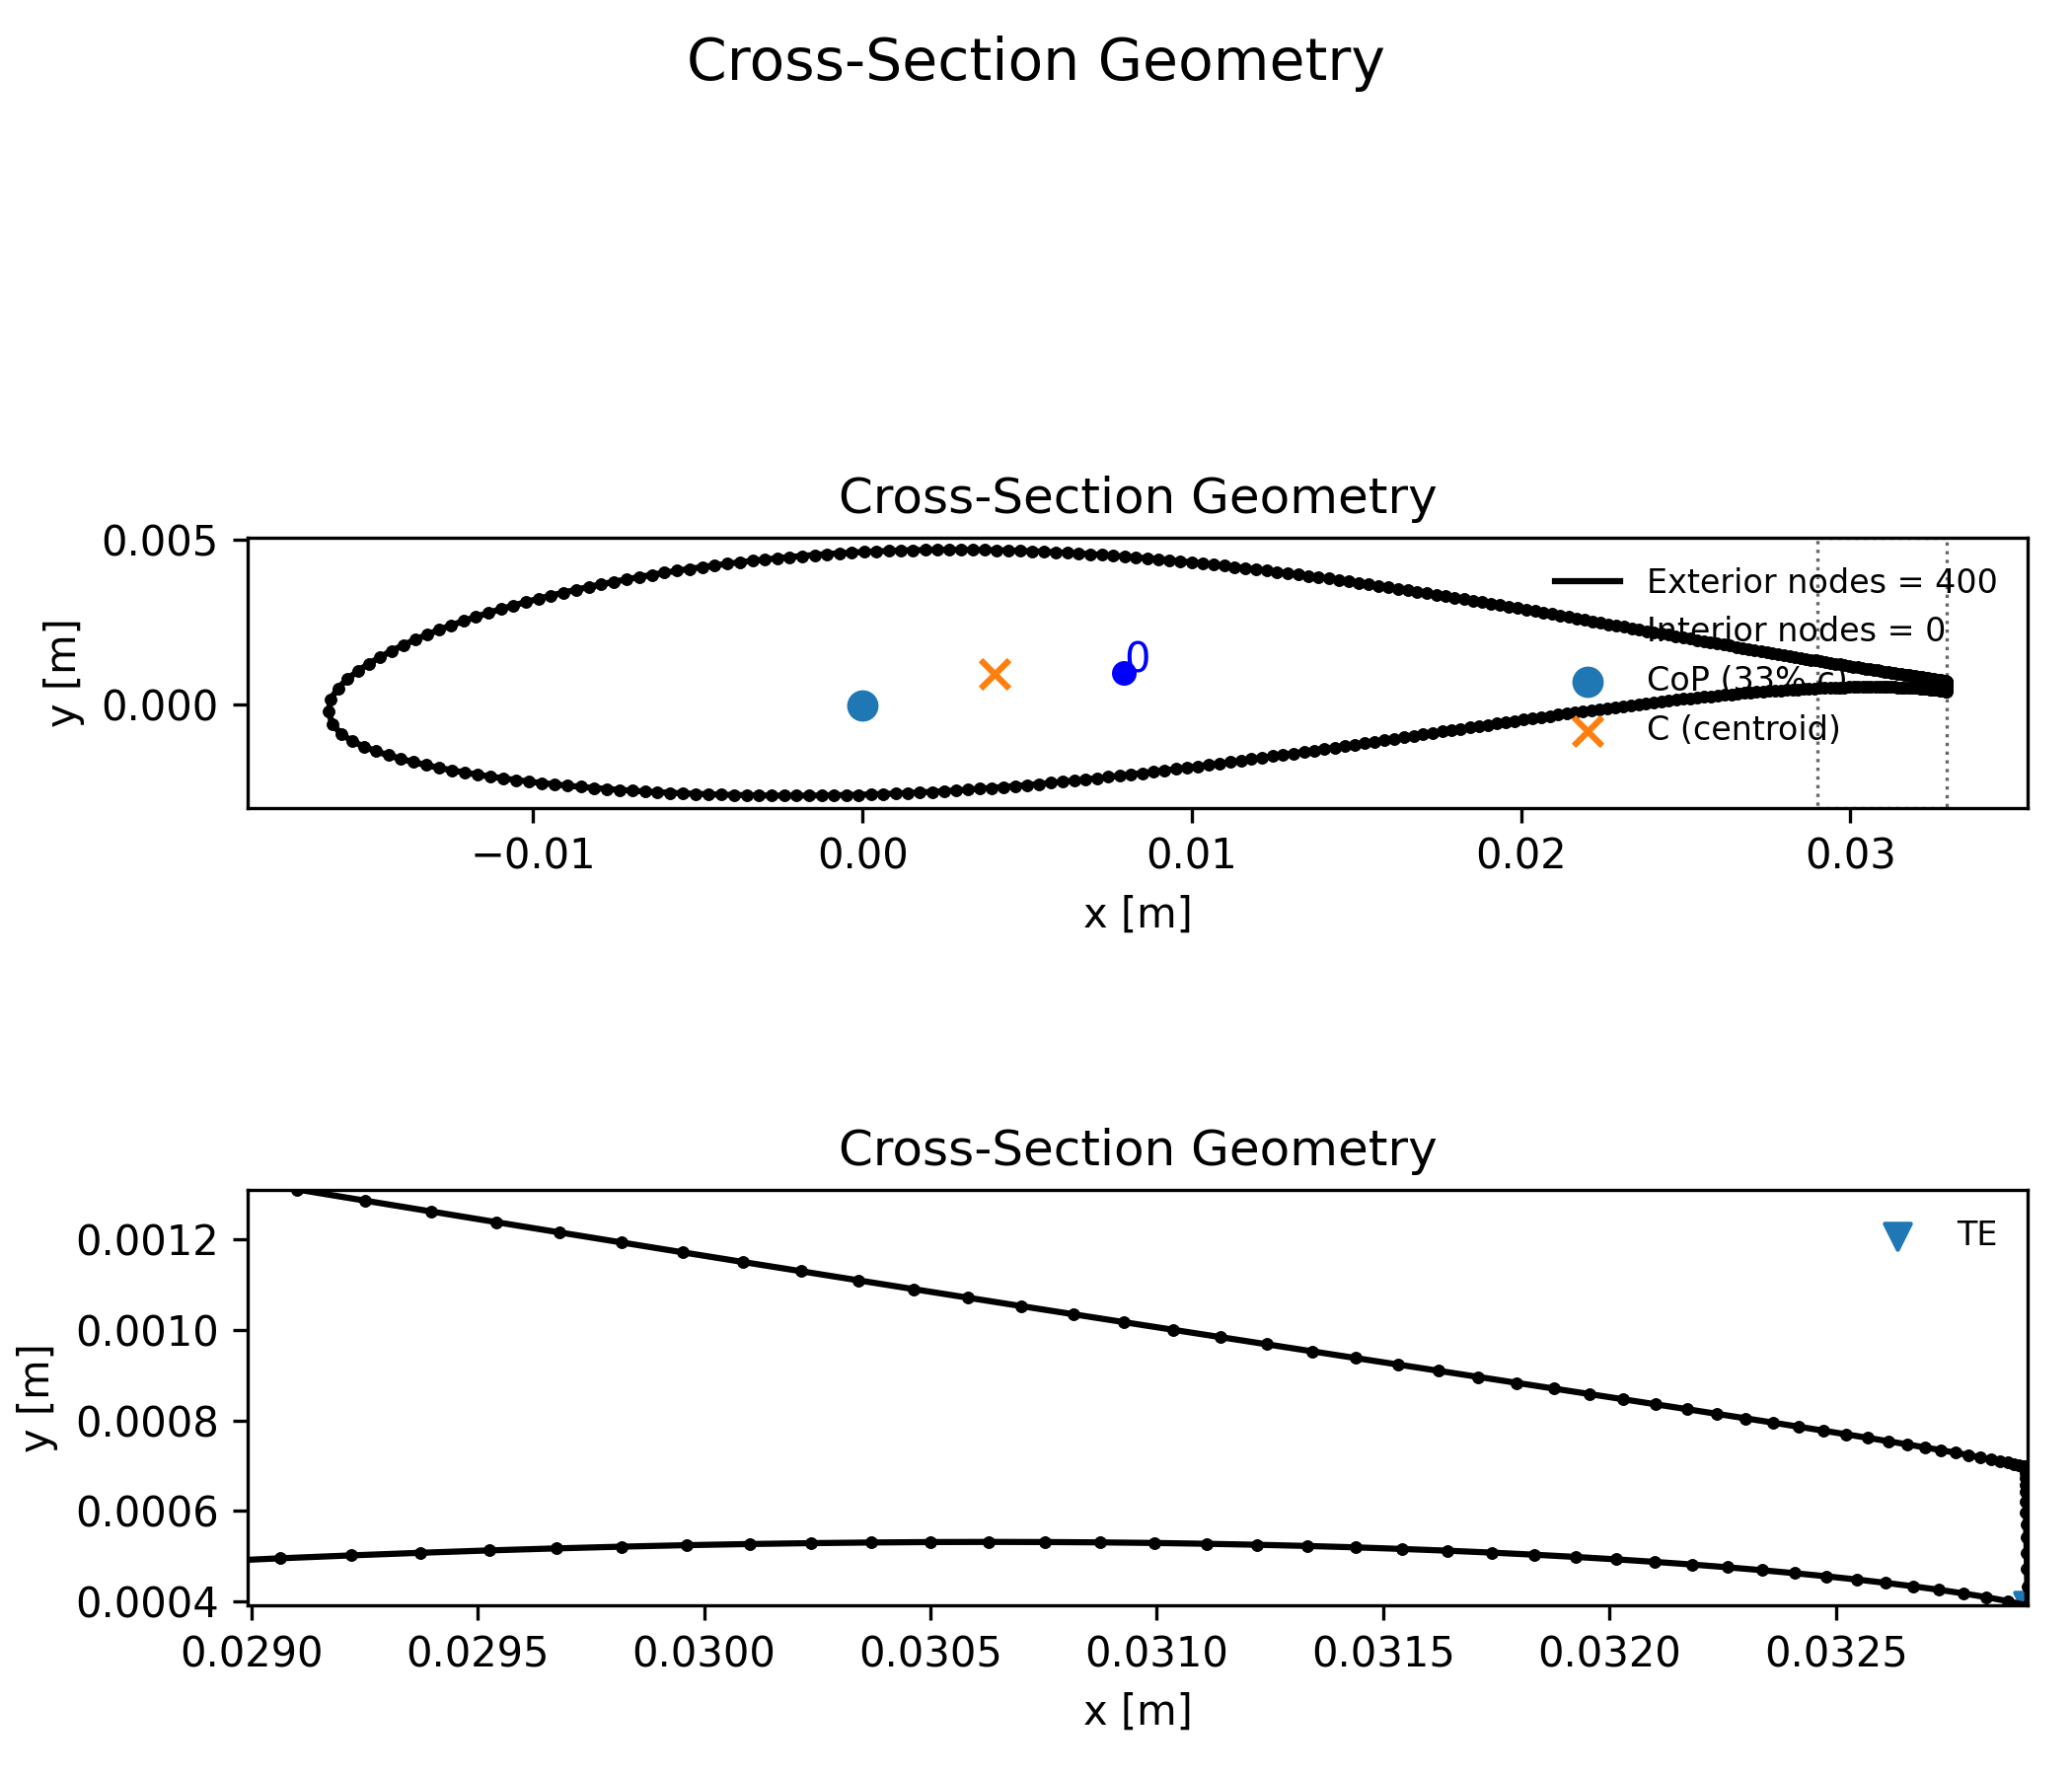 Cross-Section Geometry
Cross-Section Geometry
0.005
0.000
y [m]
0
Exterior nodes = 400
Interior nodes = 0
CoP (33% c)
C (centroid)
−0.01 0.00 0.01 0.02 0.03
x [m]
Cross-Section Geometry
TE
0.0012
0.0010
0.0008
0.0006
0.0004
y [m]
0.0290 0.0295 0.0300 0.0305 0.0310 0.0315 0.0320 0.0325
x [m]